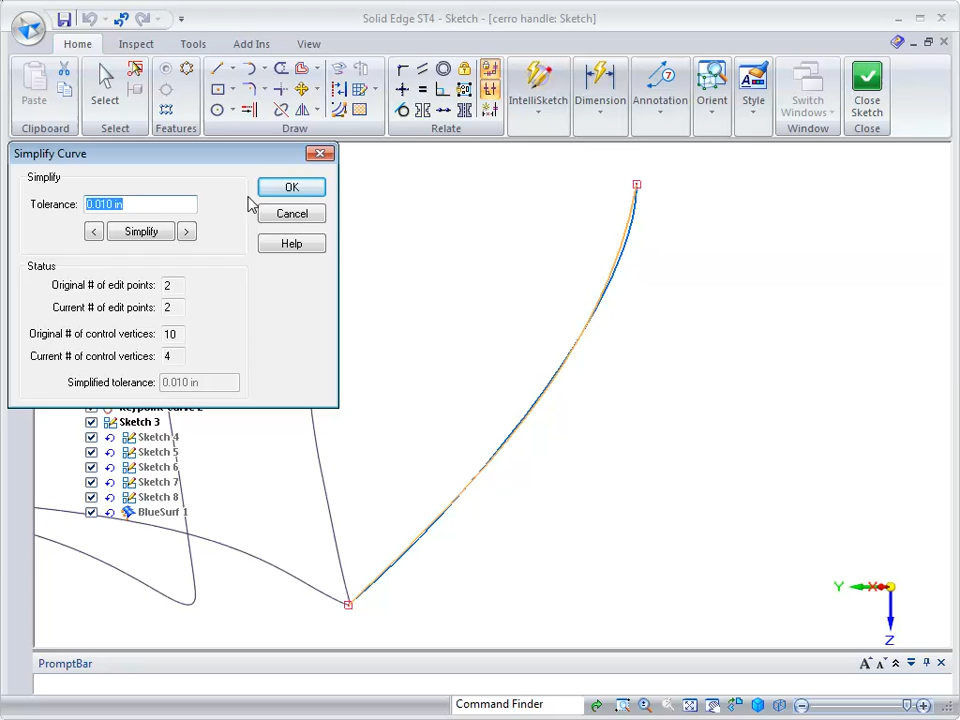 Solid Edge ST4 - Sketch - [cerro handle: Sketch]
Home
Inspect
Tools
Add Ins
View
Paste
Select
IntelliSketch
Dimension
Annotation
Orient
Style
Switch
Windows
Close
Sketch
Clipboard
Select
Features
Draw
Relate
Window
Close
Simplify Curve
Simplify
Tolerance:
0.010 in
<
Simplify
>
OK
Cancel
Help
Status
Original # of edit points:
2
Current # of edit points:
2
Original # of control vertices:
10
Current # of control vertices:
4
Simplified tolerance:
0.010 in
Keypoint Curve 2
Sketch 3
Sketch 4
Sketch 5
Sketch 6
Sketch 7
Sketch 8
BlueSurf 1
Y
X
Z
PromptBar
A
A
Command Finder